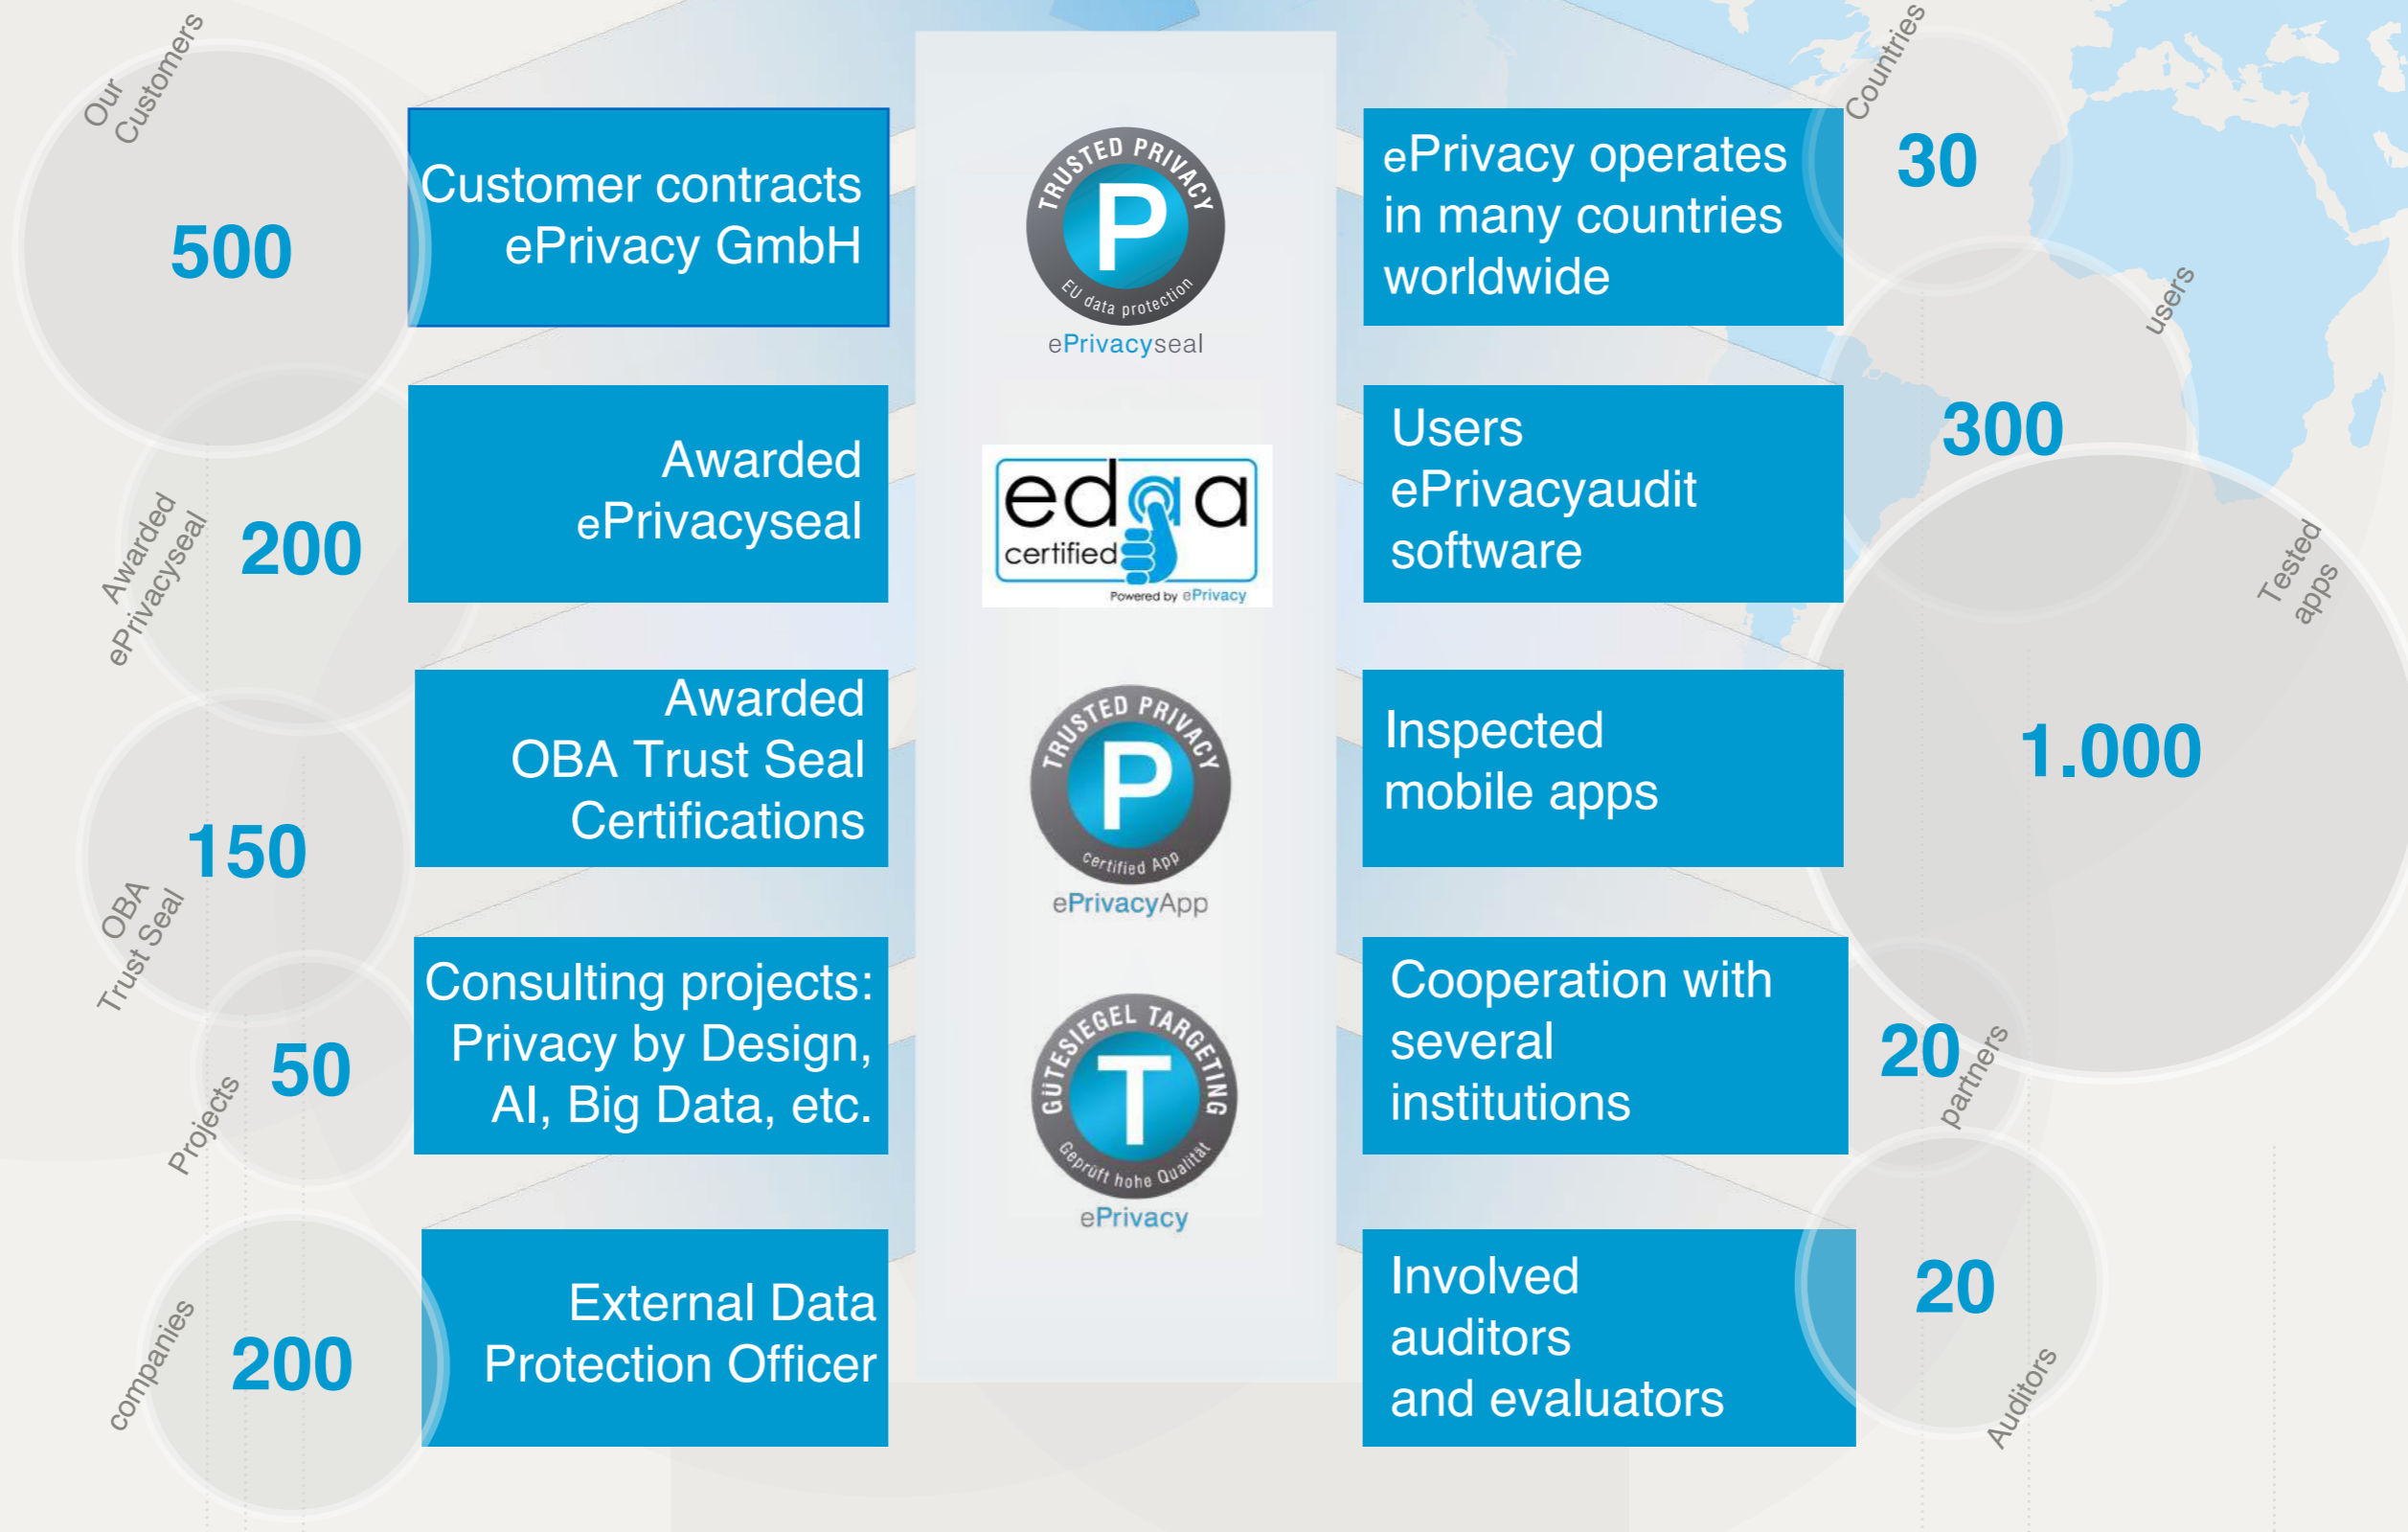 Our
Customers
500
Customer contracts
ePrivacy GmbH
Awarded
ePrivacyseal
200
Awarded
ePrivacyseal
OBA
Trust Seal
150
Awarded
OBA Trust Seal
Certifications
Projects
50
Consulting projects:
Privacy by Design,
AI, Big Data, etc.
companies
200
External Data
Protection Officer
TRUSTED PRIVACY
P
EU data protection
ePrivacyseal
edaa
certified
Powered by ePrivacy
TRUSTED PRIVACY
P
certified App
ePrivacyApp
GÜTESIEGEL TARGETING
T
Geprüft hohe Qualität
ePrivacy
ePrivacy operates
in many countries
worldwide
Countries
30
Users
ePrivacyaudit
software
users
300
Inspected
mobile apps
Tested
apps
1.000
Cooperation with
several
institutions
20
partners
Involved
auditors
and evaluators
20
Auditors